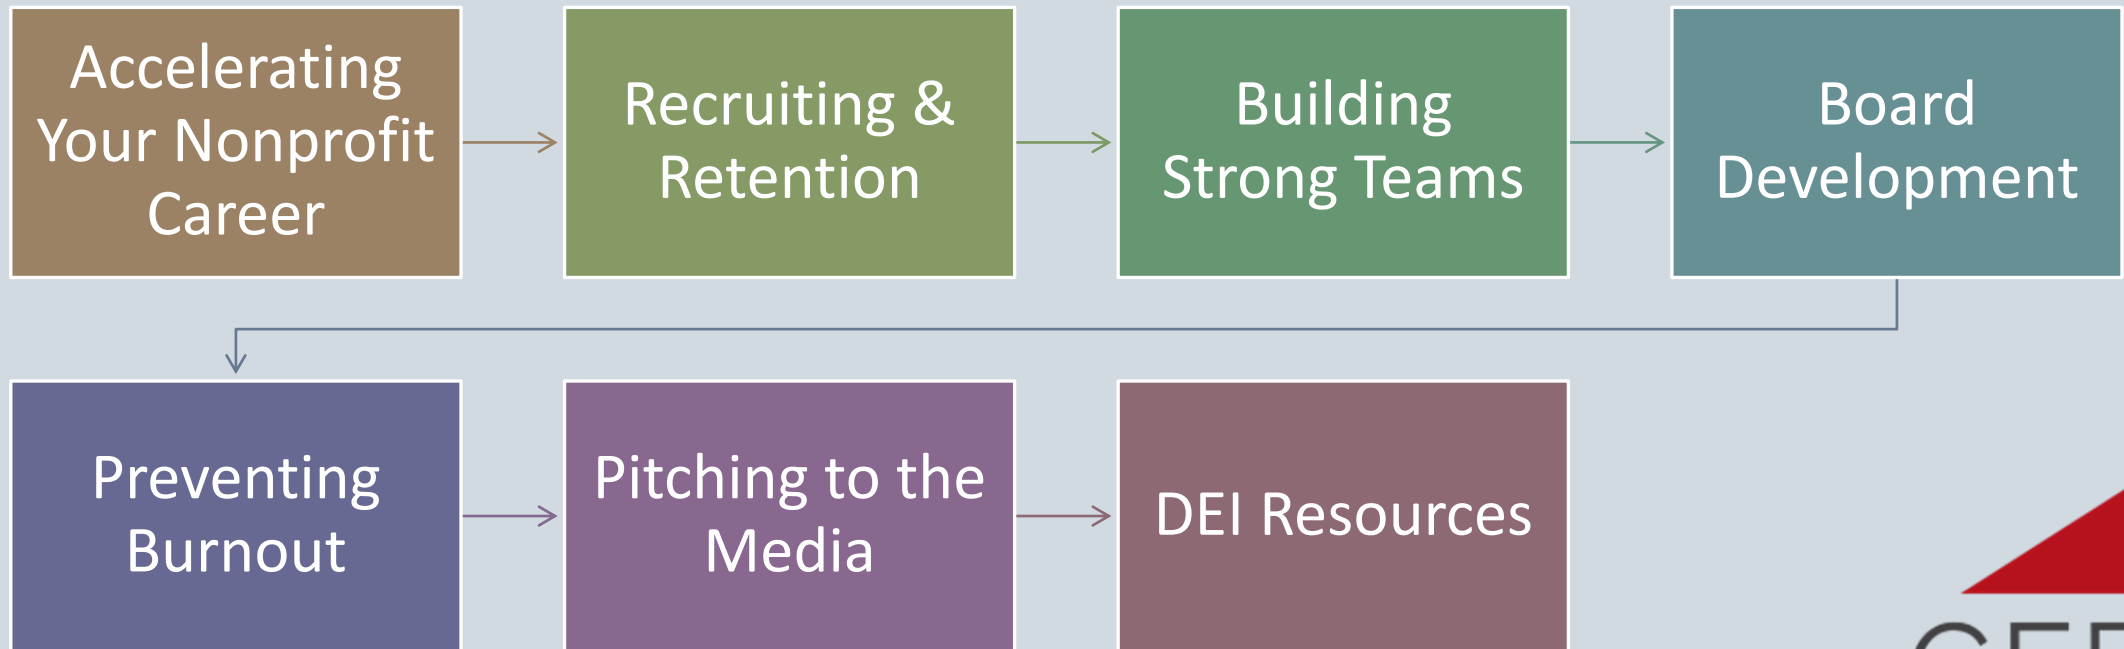 Accelerating
Your Nonprofit
Career
Recruiting &
Retention
Building
Strong Teams
Board
Development
Preventing
Burnout
Pitching to the
Media
DEI Resources